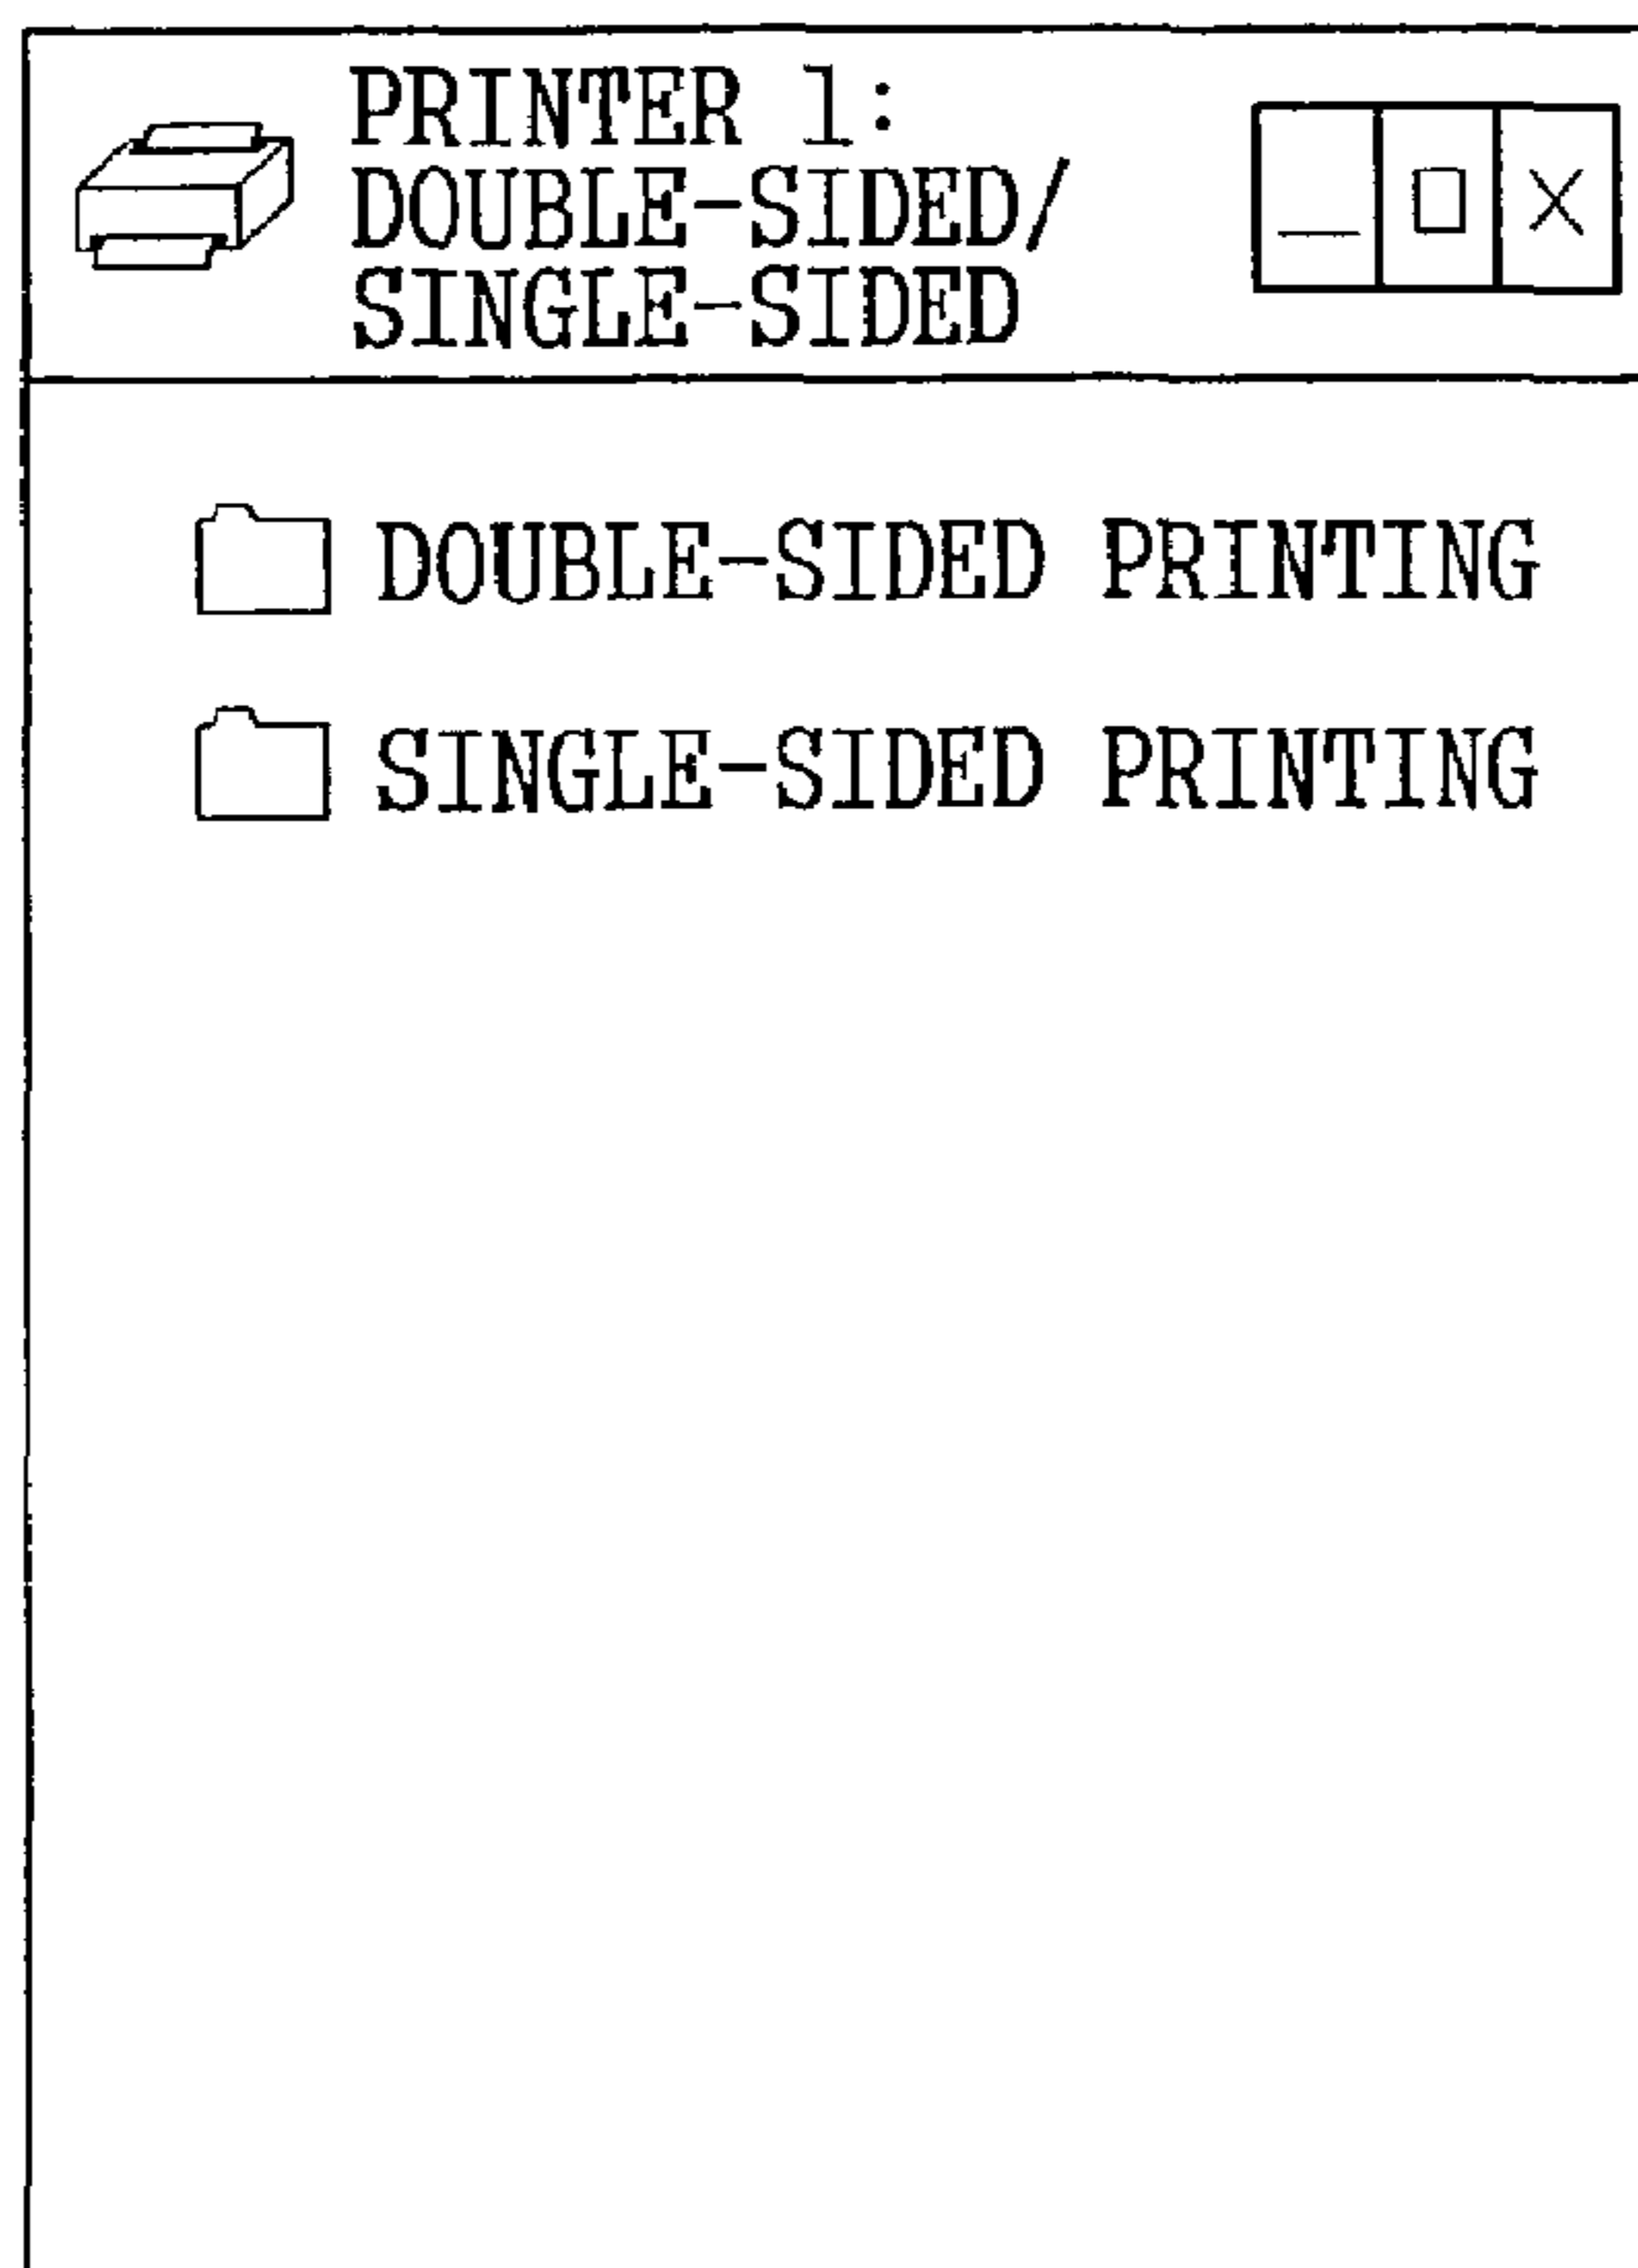 PRINTER 1:
DOUBLE-SIDED/
SINGLE-SIDED
DOUBLE-SIDED PRINTING
SINGLE-SIDED PRINTING